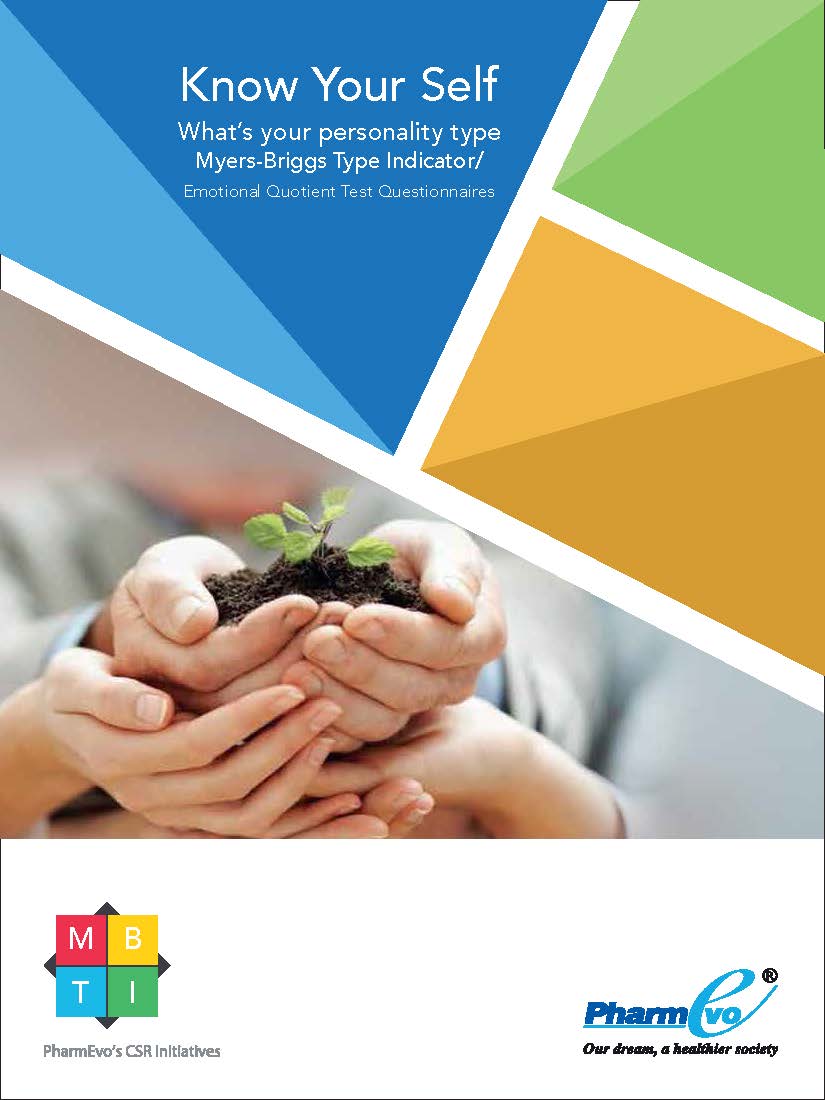 Know Your Self
What's your personality type
Myers-Briggs Type Indicator/
Emotional Quotient Test Questionnaires
M B
T I
PharmEvo's CSR Initiatives
PharmEvo®
Our dream, a healthier society